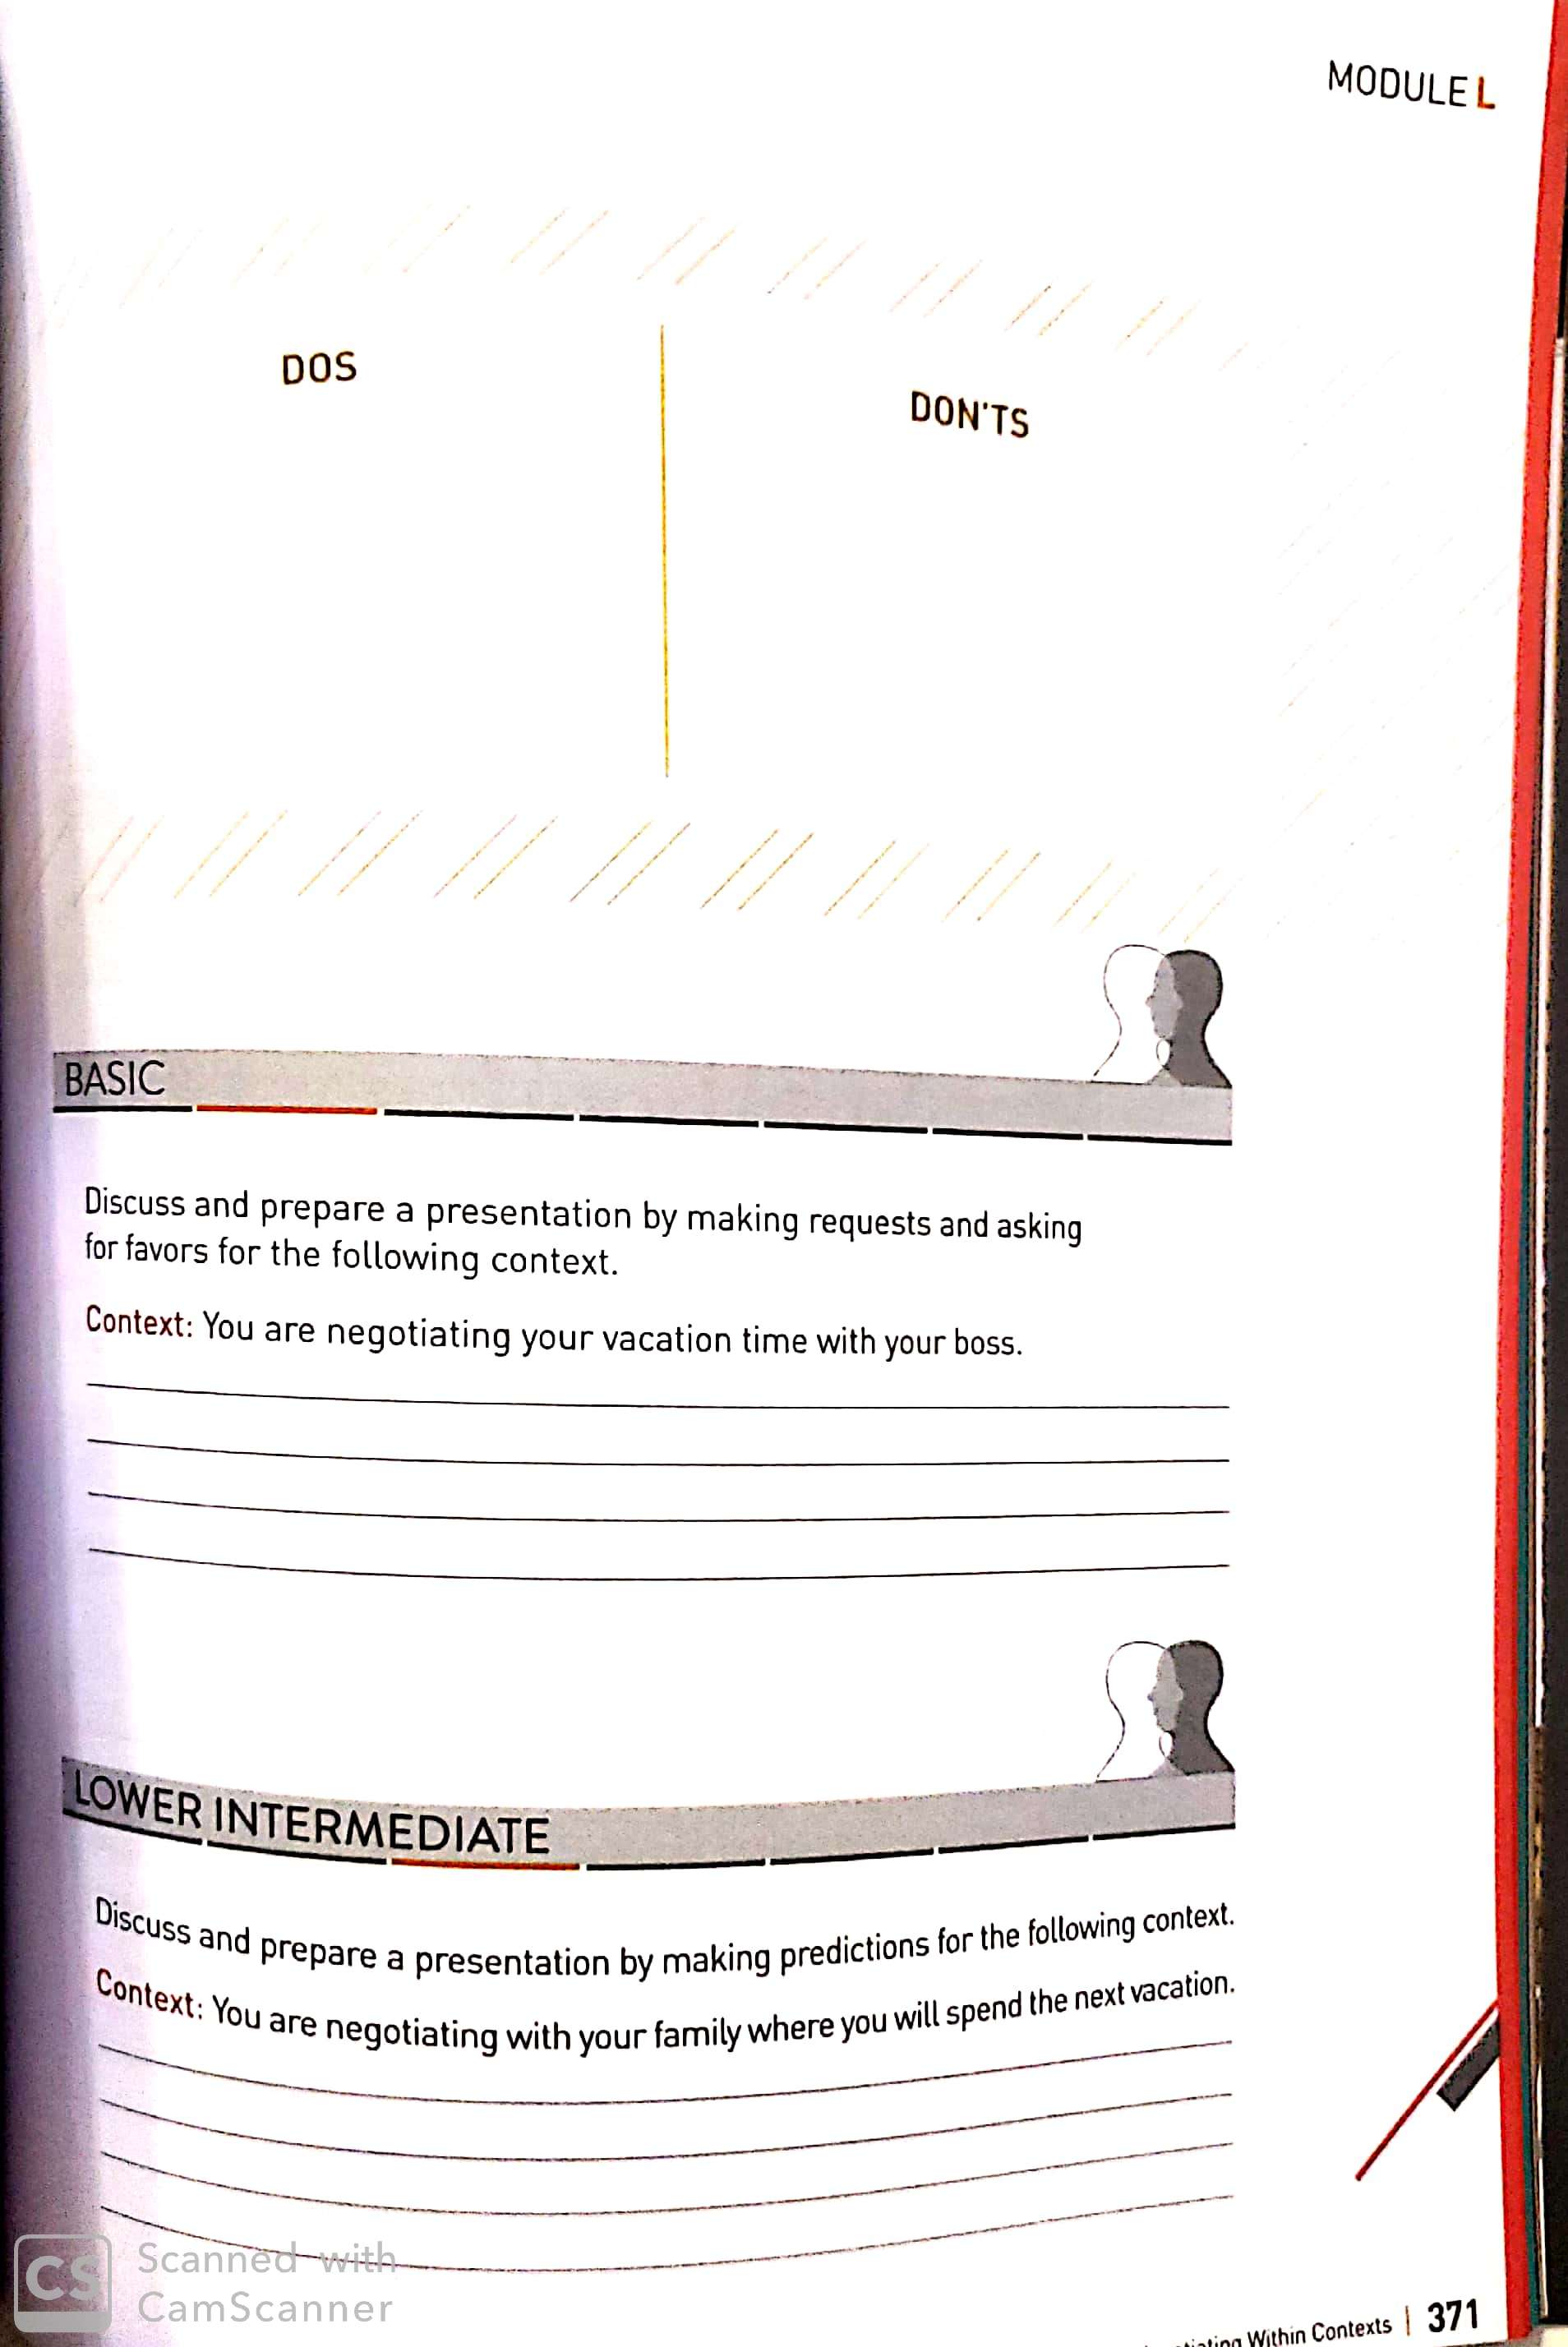 MODULE L
DOS
DON'TS
BASIC
Discuss and prepare a presentation by making requests and asking
for favors for the following context.
Context: You are negotiating your vacation time with your boss.
LOWER INTERMEDIATE
Discuss and prepare a presentation by making predictions for the following context.
Context: You are negotiating with your family where you will spend the next vacation.
Within Contexts | 371
CS Scanned with
CamScanner